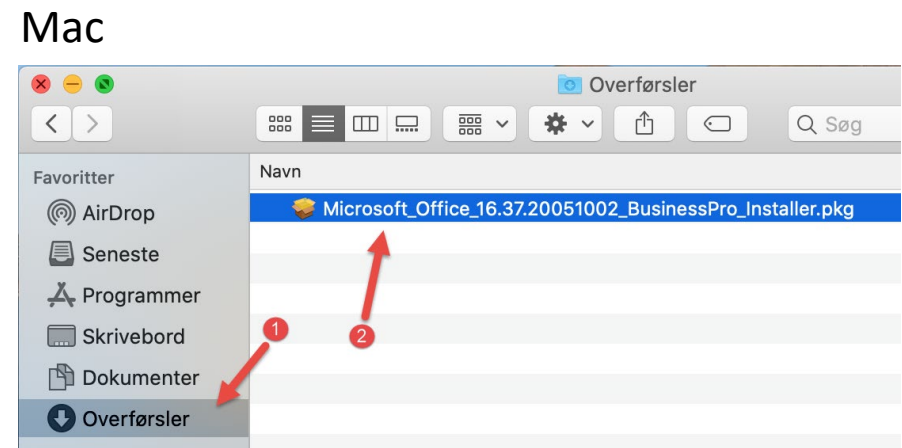 Mac
Overførsler
Søg
Favoritter
Navn
AirDrop
Microsoft_Office_16.37.20051002_BusinessPro_Installer.pkg
Seneste
Programmer
Skrivebord
1
2
Dokumenter
Overførsler